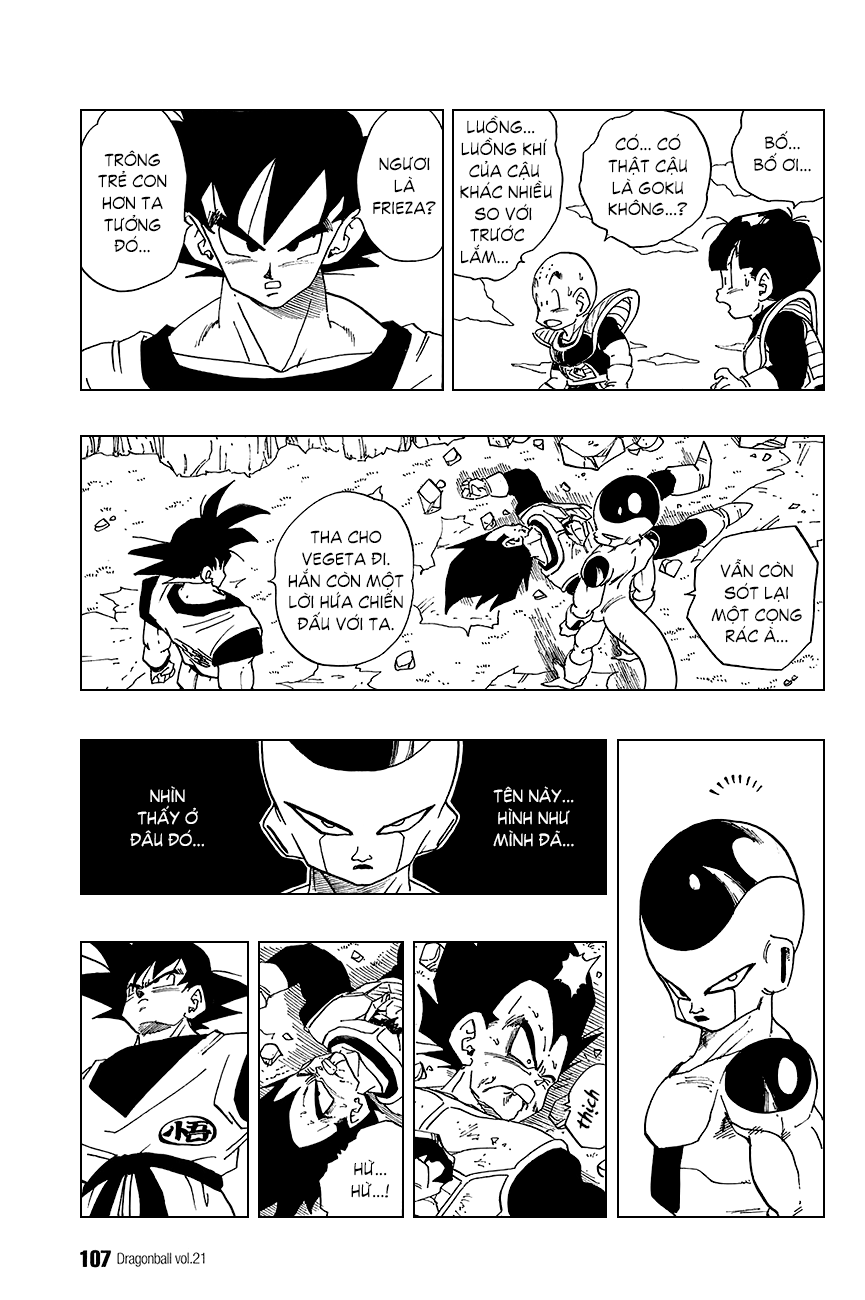 BỐ...
BỐ ƠI...
CÓ... CÓ
THẬT CẬU
LÀ GOKU
KHÔNG...?
LUỒNG...
LUỒNG KHÍ
CỦA CẬU
KHÁC NHIỀU
SO VỚI
TRƯỚC
LẮM...
NGƯƠI
LÀ
FRIEZA?
TRÔNG
TRẺ CON
HƠN TA
TƯỞNG
ĐÓ...
VẪN CÒN
SÓT LẠI
MỘT CỌNG
RÁC À...
THA CHO
VEGETA ĐI.
HẮN CÒN MỘT
LỜI HỨA CHIẾN
ĐẤU VỚI TA.
TÊN NÀY...
HÌNH NHƯ
MÌNH ĐÃ...
NHÌN
THẤY Ở
ĐÂU ĐÓ...
thịch
HỪ...
HỪ...!
悟
107 Dragonball vol.21